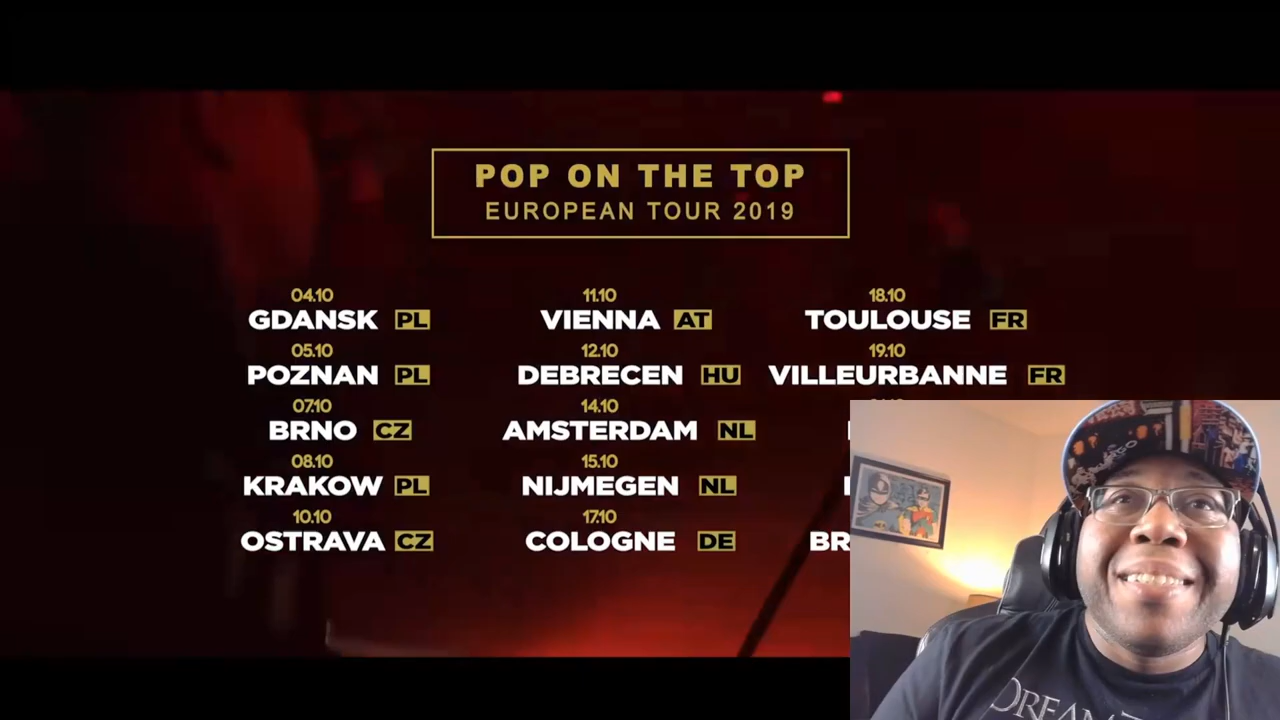 POP ON THE TOP
EUROPEAN TOUR 2019
04.10
GDANSK PL
05.10
POZNAN PL
07.10
BRNO CZ
08.10
KRAKOW PL
10.10
OSTRAVA CZ
11.10
VIENNA AT
12.10
DEBRECEN HU
14.10
AMSTERDAM NL
15.10
NIJMEGEN NL
17.10
COLOGNE DE
18.10
TOULOUSE FR
19.10
VILLEURBANNE FR
BR